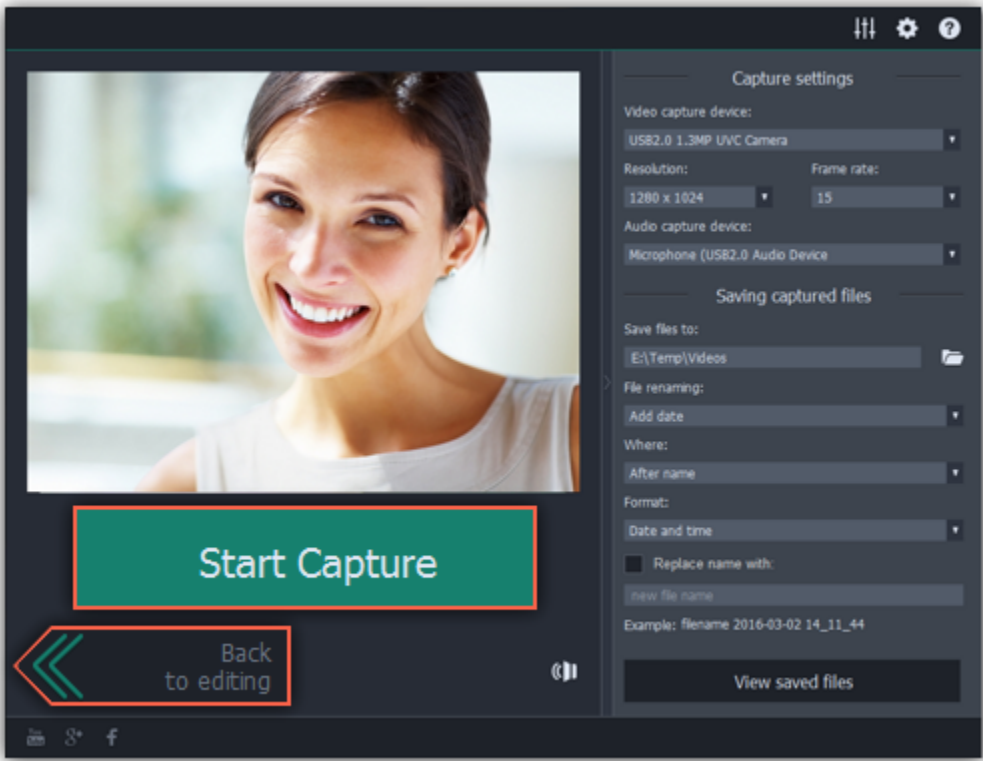 Capture settings
Video capture device:
USB2.0 1.3MP UVC Camera
Resolution: Frame rate:
1280 x 1024 15
Audio capture device:
Microphone (USB2.0 Audio Device
Saving captured files
Save files to:
E:\Temp\Videos
File renaming:
Add date
Where:
After name
Format:
Date and time
Replace name with:
new file name
Example: filename 2016-03-02 14_11_44
View saved files
Start Capture
Back
to editing